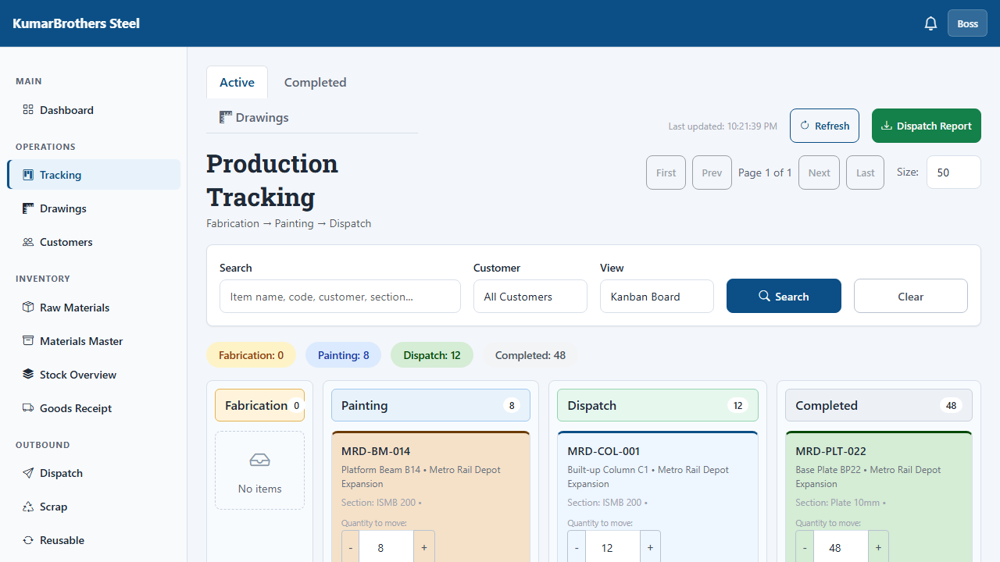 KumarBrothers Steel
Boss
MAIN
Dashboard
OPERATIONS
Tracking
Drawings
Customers
INVENTORY
Raw Materials
Materials Master
Stock Overview
Goods Receipt
OUTBOUND
Dispatch
Scrap
Reusable
Active
Completed
Drawings
Last updated: 10:21:39 PM
Refresh
Dispatch Report
Production
Tracking
Fabrication → Painting → Dispatch
First
Prev
Page 1 of 1
Next
Last
Size:
50
Search
Item name, code, customer, section...
Customer
All Customers
View
Kanban Board
Search
Clear
Fabrication: 0
Painting: 8
Dispatch: 12
Completed: 48
Fabrication 0
No items
Painting 8
MRD-BM-014
Platform Beam B14 • Metro Rail Depot
Expansion
Section: ISMB 200 •
Quantity to move:
- 8 +
Dispatch 12
MRD-COL-001
Built-up Column C1 • Metro Rail Depot
Expansion
Section: ISMB 200 •
Quantity to move:
- 12 +
Completed 48
MRD-PLT-022
Base Plate BP22 • Metro Rail Depot
Expansion
Section: Plate 10mm •
Quantity to move:
- 48 +